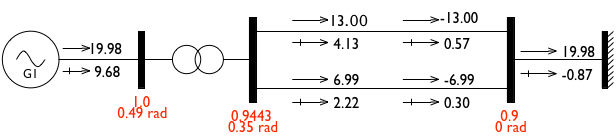 13.00 -13.00
19.98 4.13 0.57 19.98
G1 9.68 6.99 -6.99 -0.87
1.0 2.22 0.30
0.49 rad 0.9443 0.9
0.35 rad 0 rad